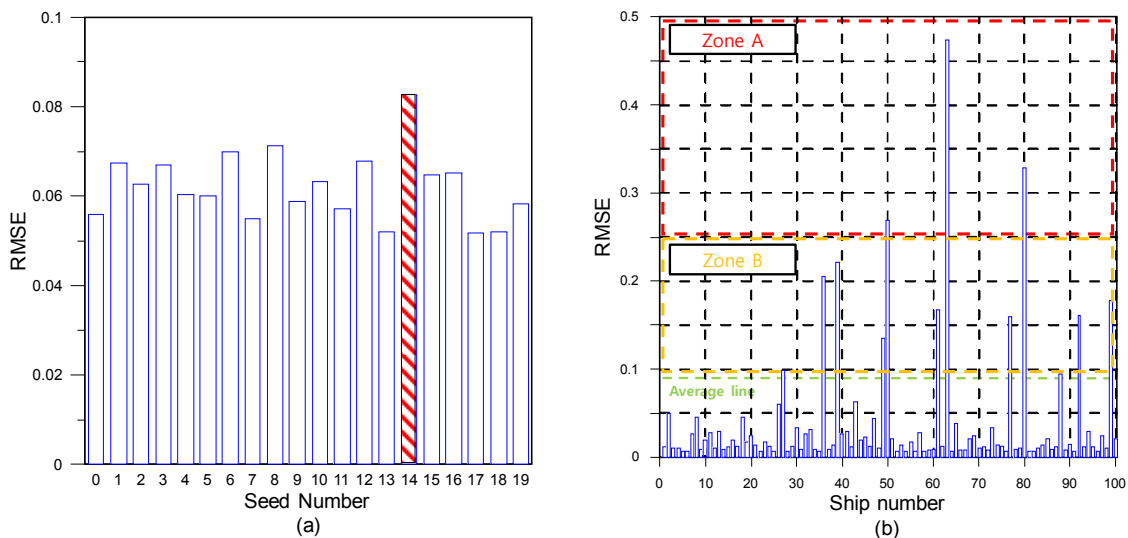 0.1
0.08
0.06
0.04
0.02
0
RMSE
0 1 2 3 4 5 6 7 8 9 10 11 12 13 14 15 16 17 18 19
Seed Number
(a)
0.5
0.4
0.3
0.2
0.1
0
RMSE
Zone A
Zone B
Average line
0 10 20 30 40 50 60 70 80 90 100
Ship number
(b)